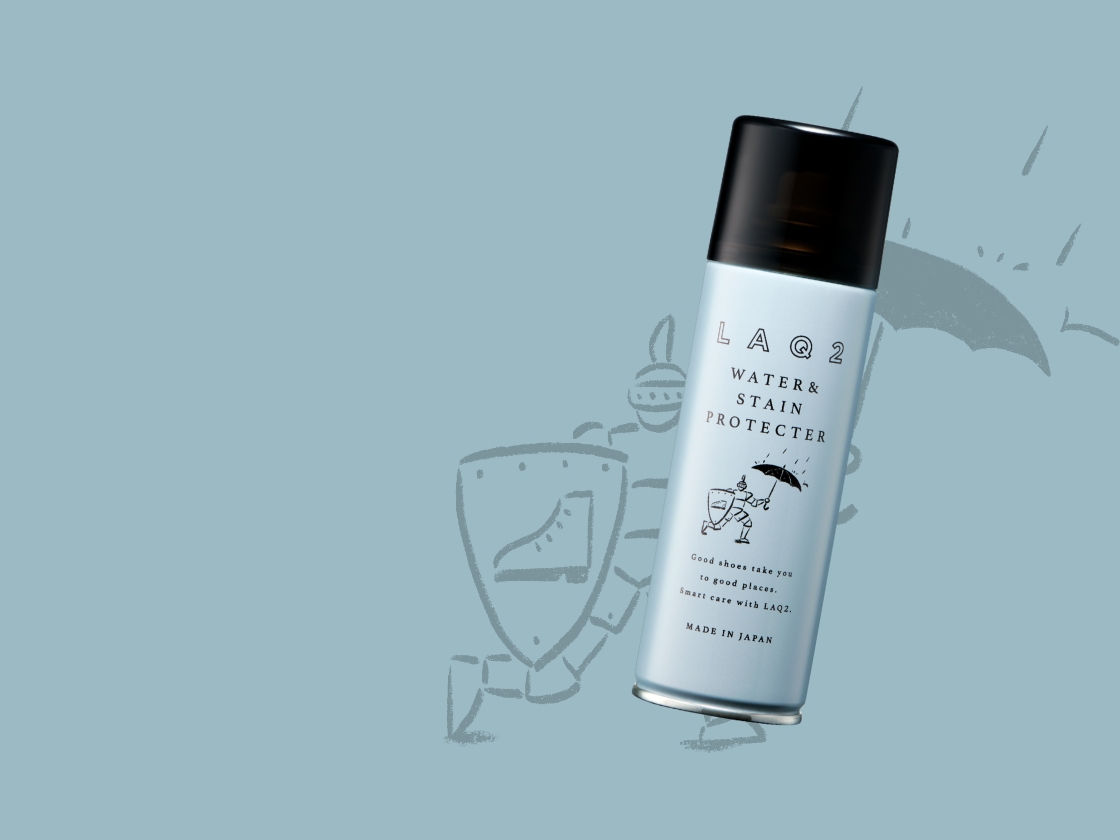 LAQ2
WATER&
STAIN
PROTECTER
Good shoes take you
to good places.
Smart care with LAQ2.
MADE IN JAPAN